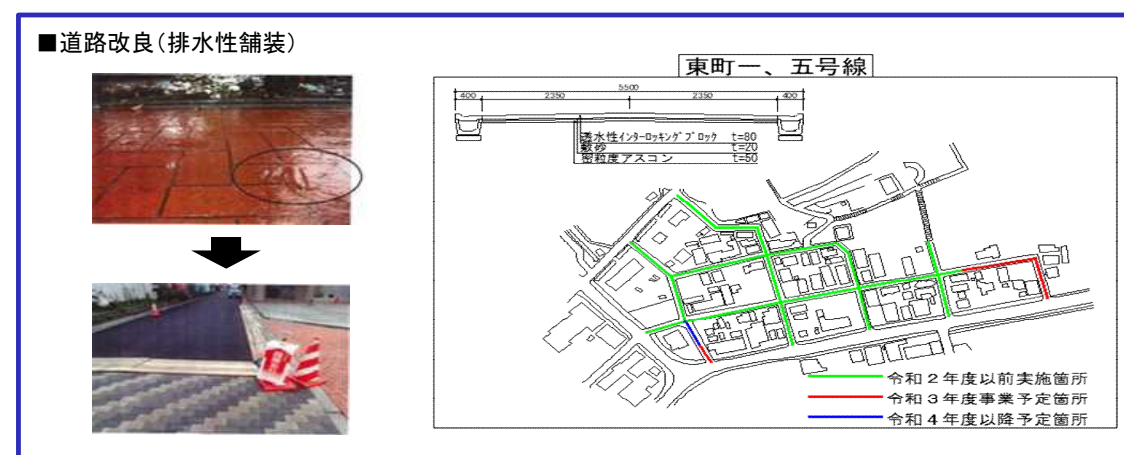 ■道路改良(排水性舗装)
東町一、五号線
5500
400 2350 2350 400
透水性インターロッキングブロック t=80
敷砂 t=20
密粒度アスコン t=50
令和２年度以前実施箇所
令和３年度事業予定箇所
令和４年度以降予定箇所